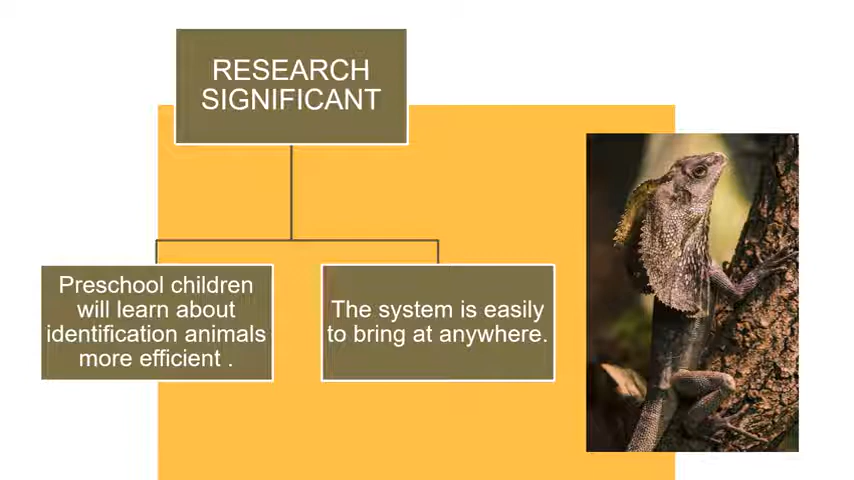 RESEARCH
SIGNIFICANT
Preschool children
will learn about
identification animals
more efficient .
The system is easily
to bring at anywhere.